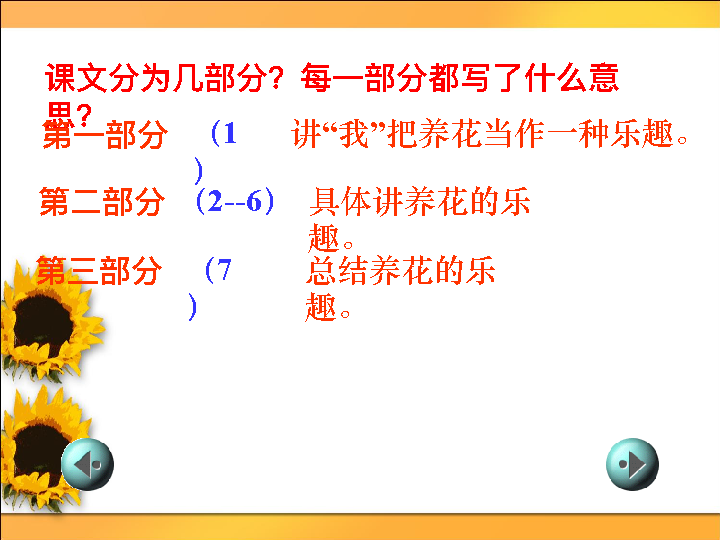 课文分为几部分？每一部分都写了什么意
思？
第一部分 （1 讲“我”把养花当作一种乐趣。
）
第二部分 （2--6） 具体讲养花的乐
趣。
第三部分 （7 总结养花的乐
） 趣。